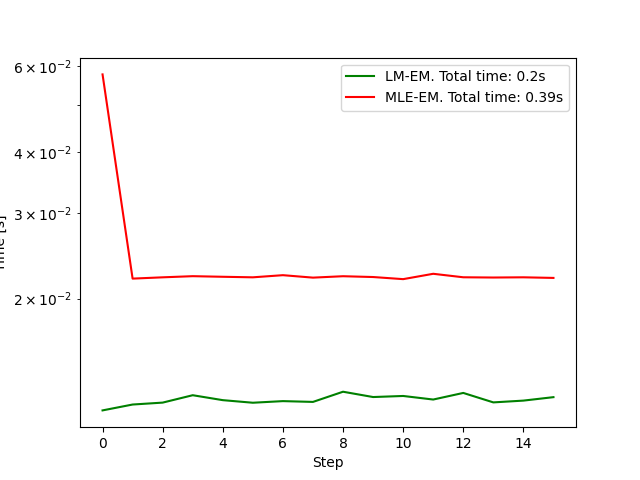 LM-EM. Total time: 0.2s
MLE-EM. Total time: 0.39s
6 × 10⁻²
4 × 10⁻²
3 × 10⁻²
2 × 10⁻²
[s]
0 2 4 6 8 10 12 14
Step